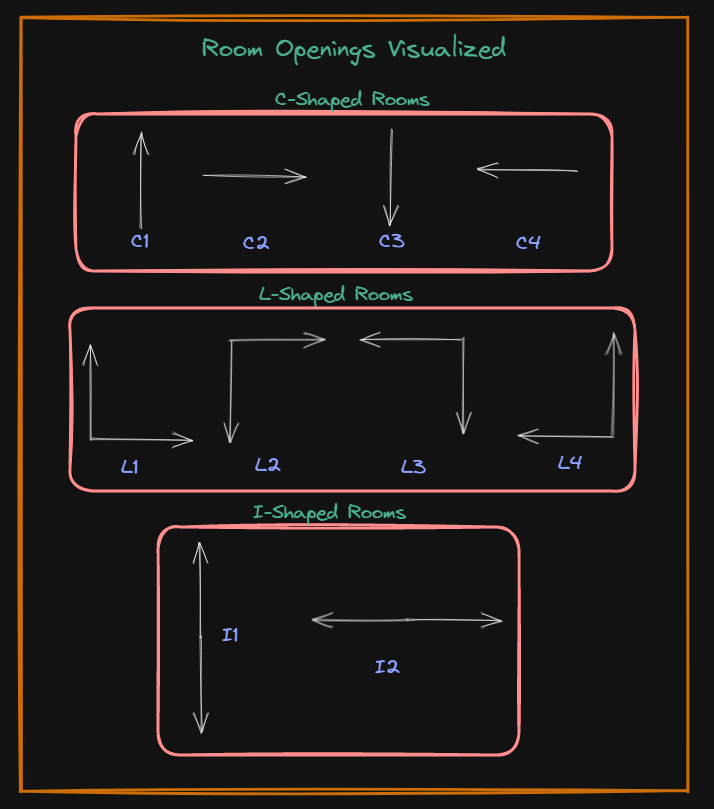 Room Openings Visualized
C-Shaped Rooms
C1 C2 C3 C4
L-Shaped Rooms
L1 L2 L3 L4
I-Shaped Rooms
I1
I2